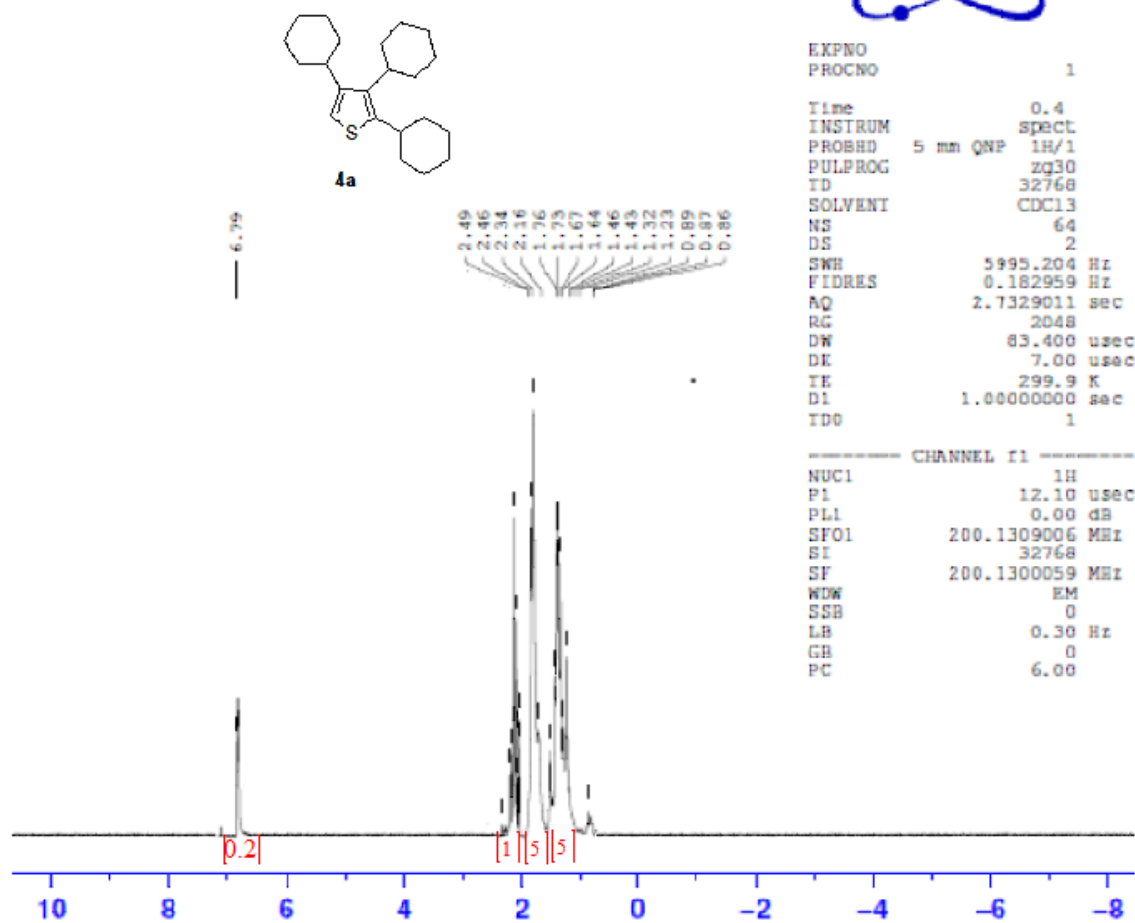 S
4a
6.79
2.49
2.46
2.34
2.16
1.76
1.73
1.67
1.64
1.46
1.43
1.32
1.23
0.89
0.87
0.86
EXPNO
PROCNO 1
Time 0.4
INSTRUM spect
PROBHD 5 mm QNP 1H/1
PULPROG zg30
TD 32768
SOLVENT CDCl3
NS 64
DS 2
SWH 5995.204 Hz
FIDRES 0.182959 Hz
AQ 2.7329011 sec
RG 2048
DW 83.400 usec
DE 7.00 usec
TE 299.9 K
D1 1.00000000 sec
TD0 1
======== CHANNEL f1 ========
NUC1 1H
P1 12.10 usec
PL1 0.00 dB
SFO1 200.1309006 MHz
SI 32768
SF 200.1300059 MHz
WDW EM
SSB 0
LB 0.30 Hz
GB 0
PC 6.00
0.2 1 5 5
10 8 6 4 2 0 -2 -4 -6 -8